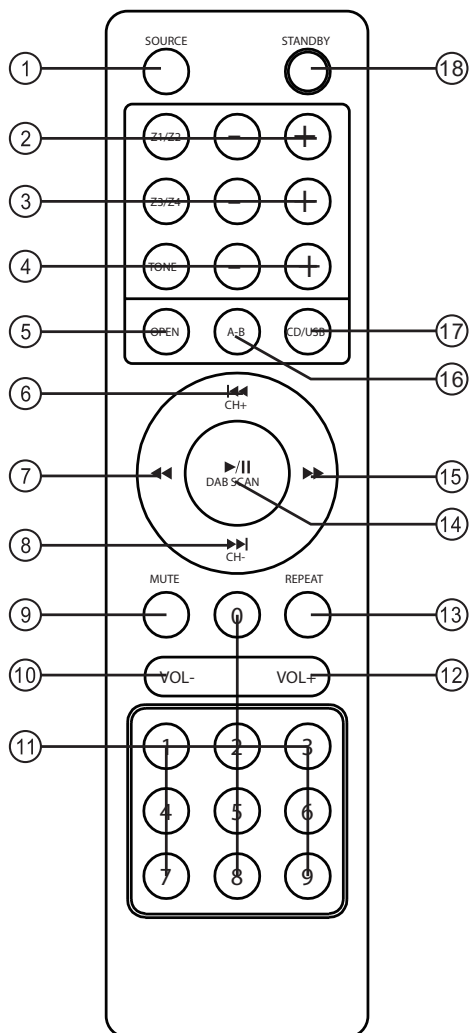 SOURCE STANDBY
1 18
2 Z1/Z2 - +
3 Z3/Z4 - +
4 TONE - +
5 OPEN A-B CD/USB 17
16
6 CH+
7 15
DAB SCAN
14
8 CH-
MUTE REPEAT
9 0 13
10 VOL- VOL+ 12
11 1 2 3
4 5 6
7 8 9